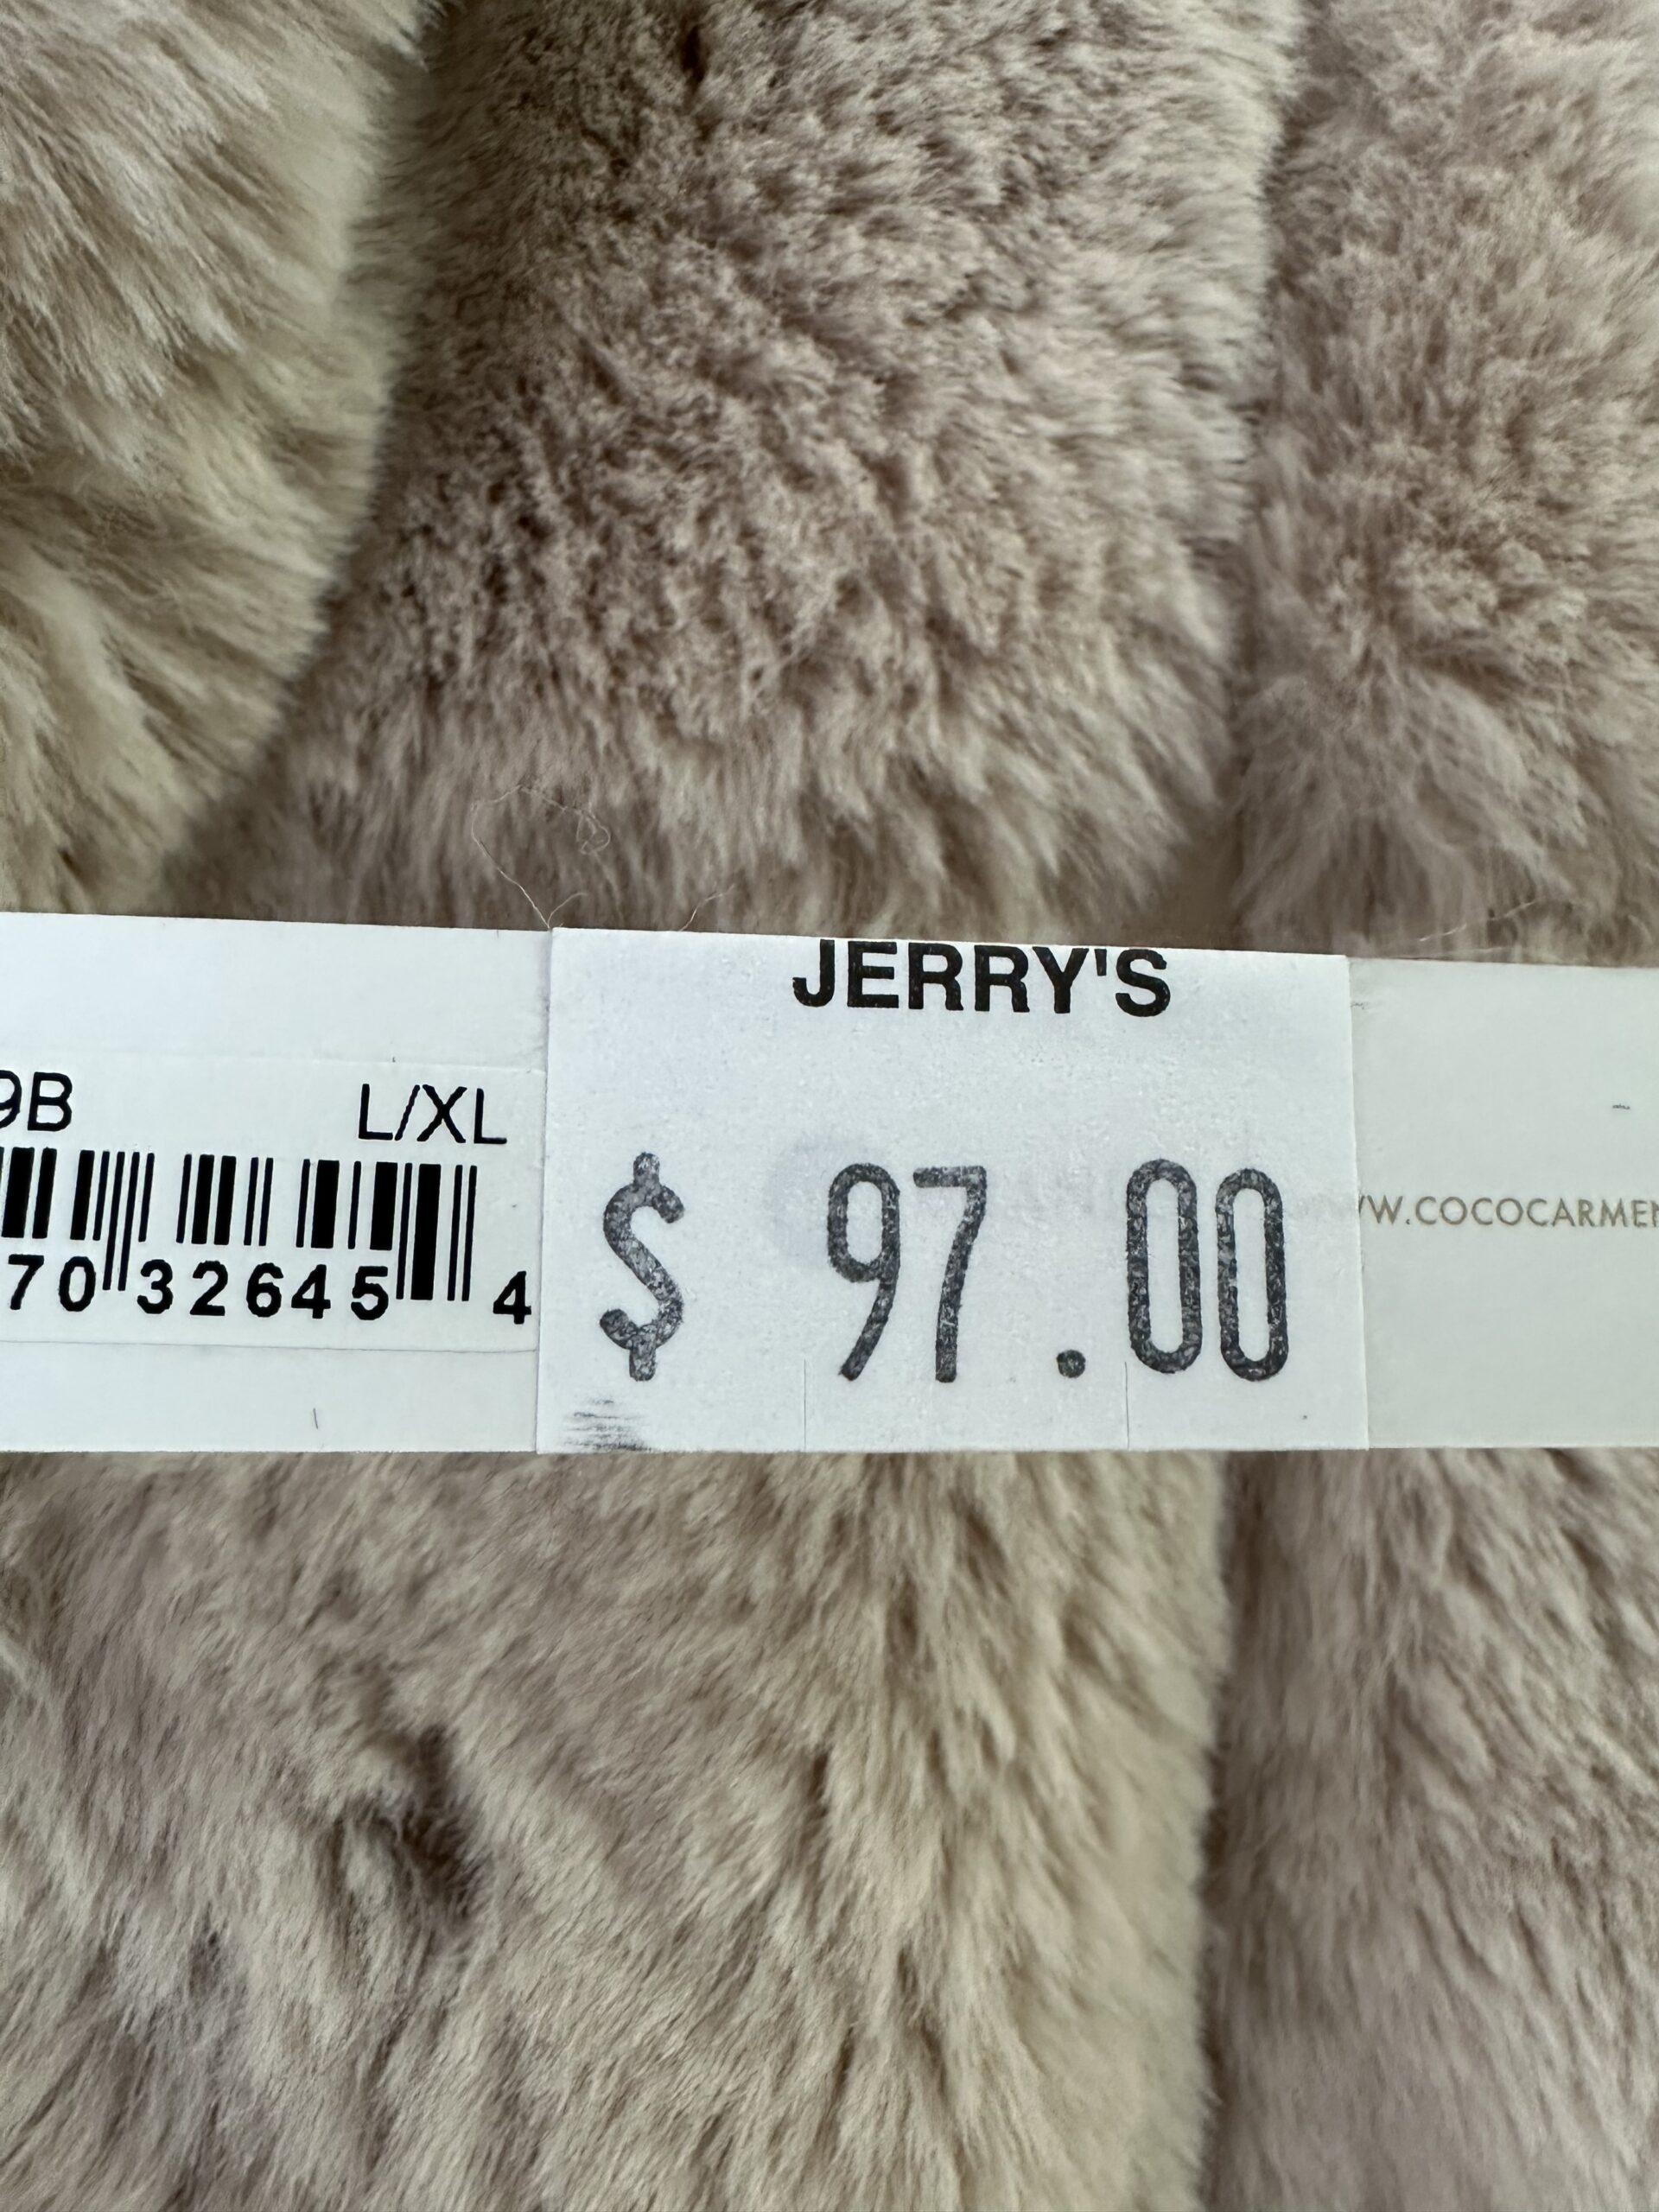 JERRY'S
9B L/XL
$ 97.00
W.COCOCARMEN
70 32645 4